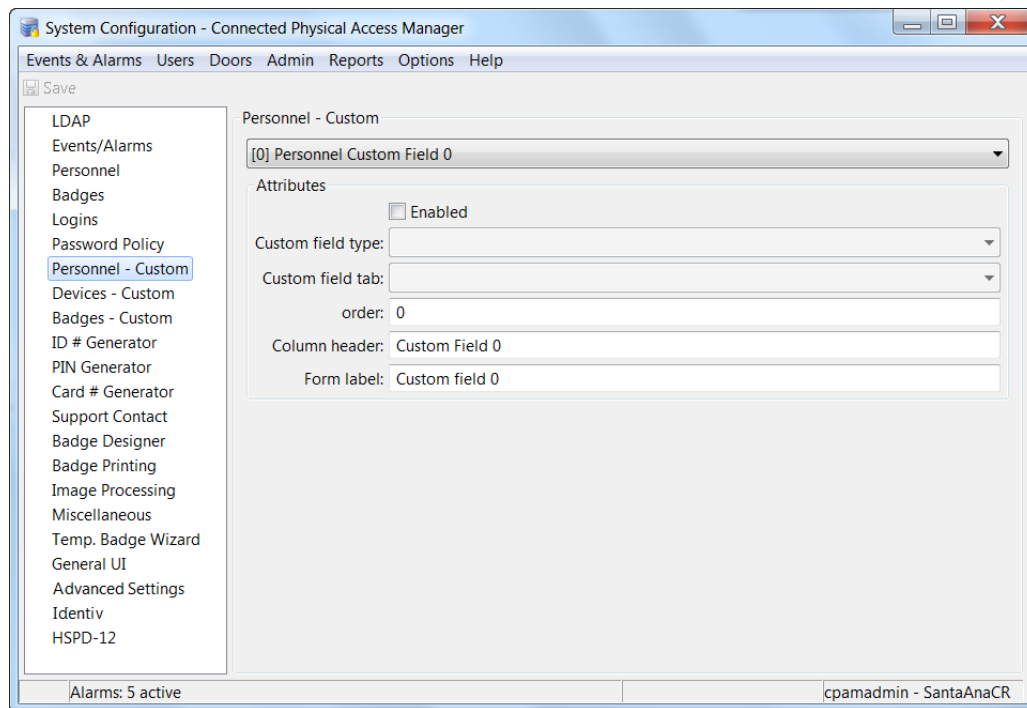 System Configuration - Connected Physical Access Manager
Events & Alarms Users Doors Admin Reports Options Help
Save
LDAP
Events/Alarms
Personnel
Badges
Logins
Password Policy
Personnel - Custom
Devices - Custom
Badges - Custom
ID # Generator
PIN Generator
Card # Generator
Support Contact
Badge Designer
Badge Printing
Image Processing
Miscellaneous
Temp. Badge Wizard
General UI
Advanced Settings
Identiv
HSPD-12
Personnel - Custom
[0] Personnel Custom Field 0
Attributes
Enabled
Custom field type:
Custom field tab:
order: 0
Column header: Custom Field 0
Form label: Custom field 0
Alarms: 5 active
cpamadmin - SantaAnaCR